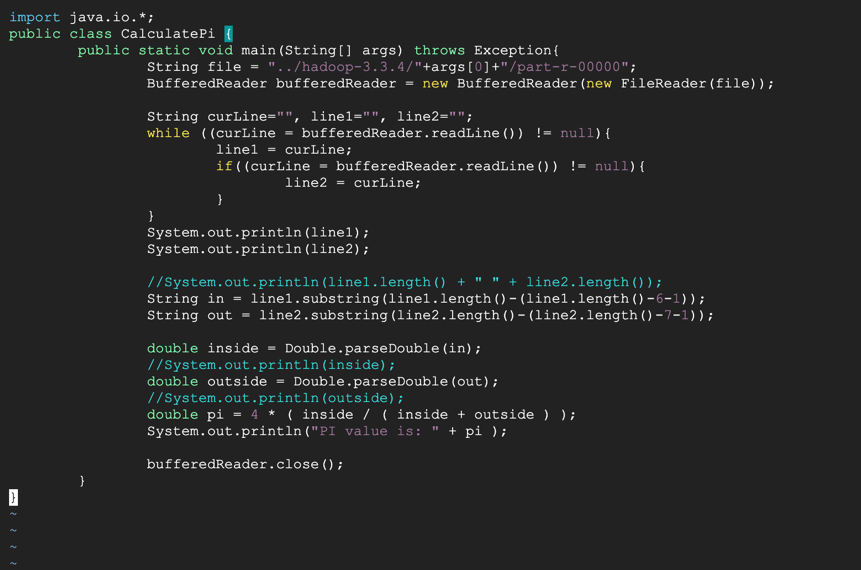 import java.io.*;
public class CalculatePi {
        public static void main(String[] args) throws Exception{
                String file = "../hadoop-3.3.4/"+args[0]+"/part-r-00000";
                BufferedReader bufferedReader = new BufferedReader(new FileReader(file));

                String curLine="", line1="", line2="";
                while ((curLine = bufferedReader.readLine()) != null){
                        line1 = curLine;
                        if((curLine = bufferedReader.readLine()) != null){
                                line2 = curLine;
                        }
                }
                System.out.println(line1);
                System.out.println(line2);

                //System.out.println(line1.length() + " " + line2.length());
                String in = line1.substring(line1.length()-(line1.length()-6-1));
                String out = line2.substring(line2.length()-(line2.length()-7-1));

                double inside = Double.parseDouble(in);
                //System.out.println(inside);
                double outside = Double.parseDouble(out);
                //System.out.println(outside);
                double pi = 4 * ( inside / ( inside + outside ) );
                System.out.println("PI value is: " + pi );

                bufferedReader.close();
        }
}
~
~
~
~